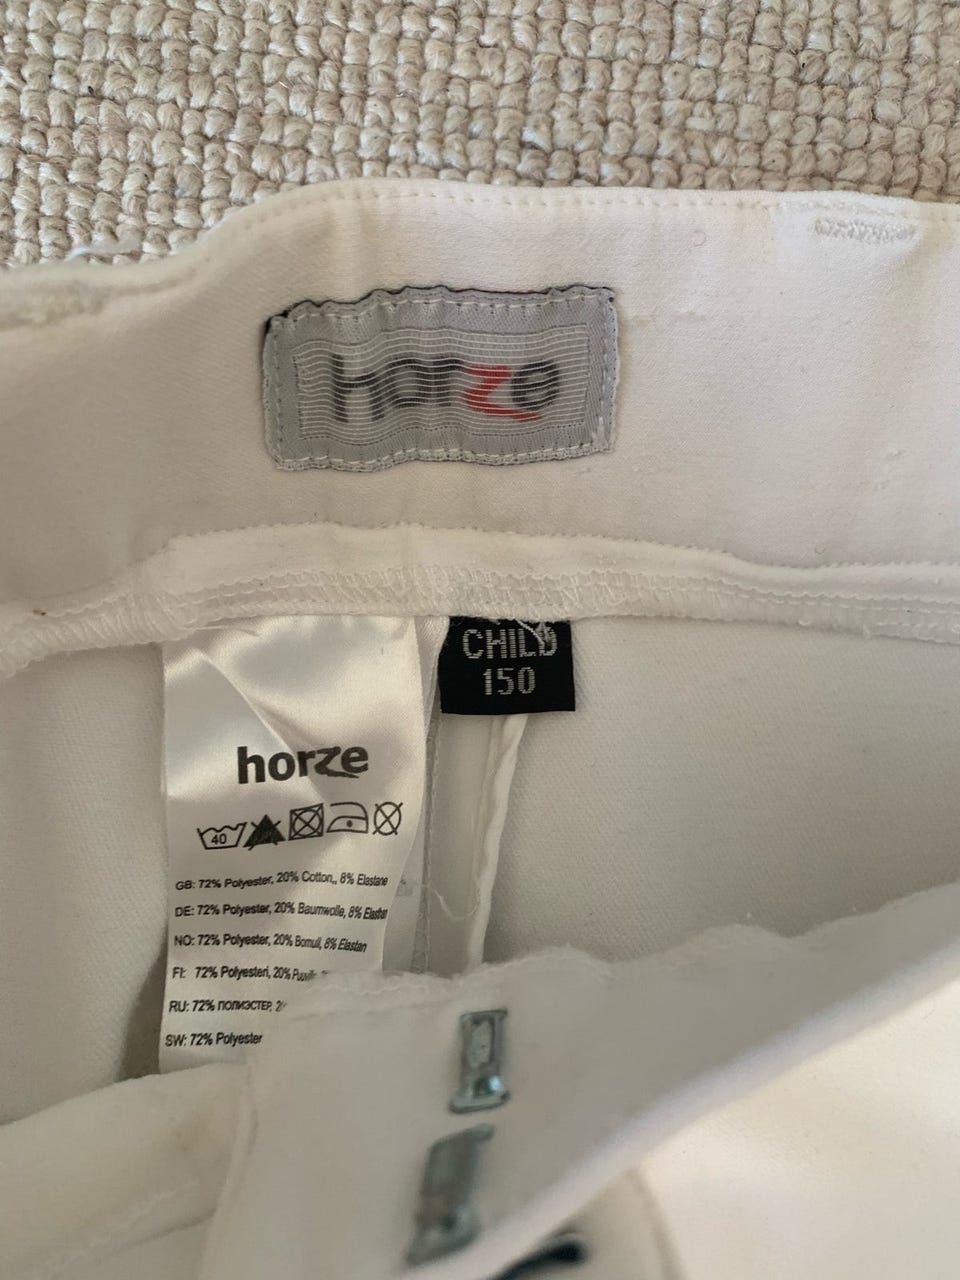 horze
CHILD
150
horze
40
GB: 72% Polyester, 20% Cotton,, 8% Elastane
DE: 72% Polyester, 20% Baumwolle, 8% Elasthan
NO: 72% Polyester, 20% Bomull, 8% Elastan
FI: 72% Polyesteri, 20%
RU: 72% ПОЛИЭСТЕР,
SW: 72% Polyester